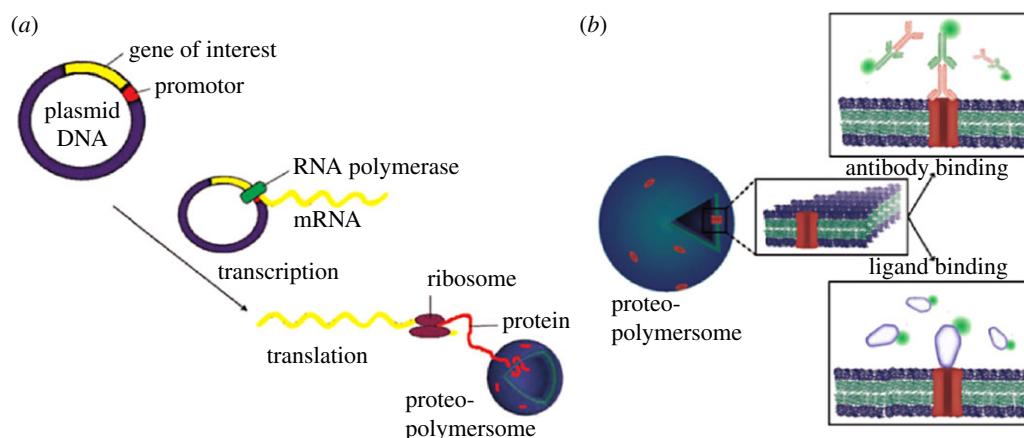 (a)
gene of interest
promotor
plasmid
DNA
RNA polymerase
mRNA
transcription
ribosome
protein
translation
proteo-
polymersome
(b)
antibody binding
proteo-
polymersome
ligand binding